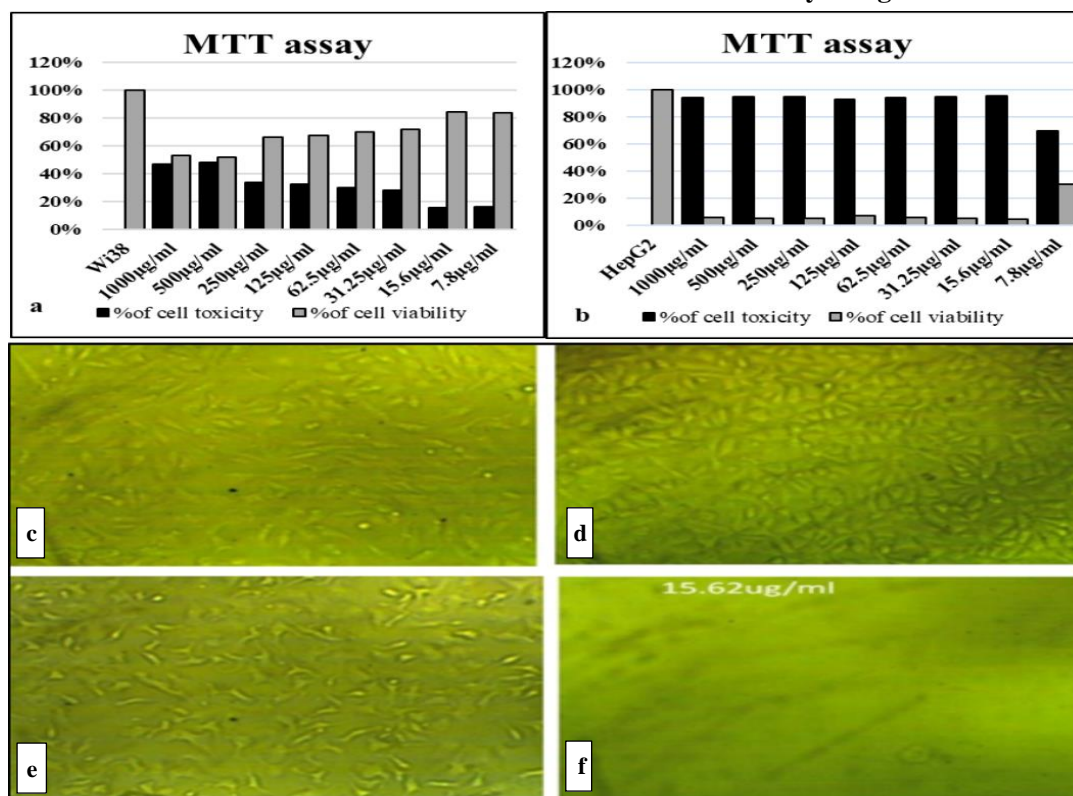 MTT assay
120%
100%
80%
60%
40%
20%
0%
Wi38
1000µg/ml
500µg/ml
250µg/ml
125µg/ml
62.5µg/ml
31.25µg/ml
15.6µg/ml
7.8µg/ml
a
%of cell toxicity
%of cell viability
MTT assay
120%
100%
80%
60%
40%
20%
0%
HepG2
1000µg/ml
500µg/ml
250µg/ml
125µg/ml
62.5µg/ml
31.25µg/ml
15.6µg/ml
7.8µg/ml
b
%of cell toxicity
%of cell viability
c
d
e
15.62ug/ml
f